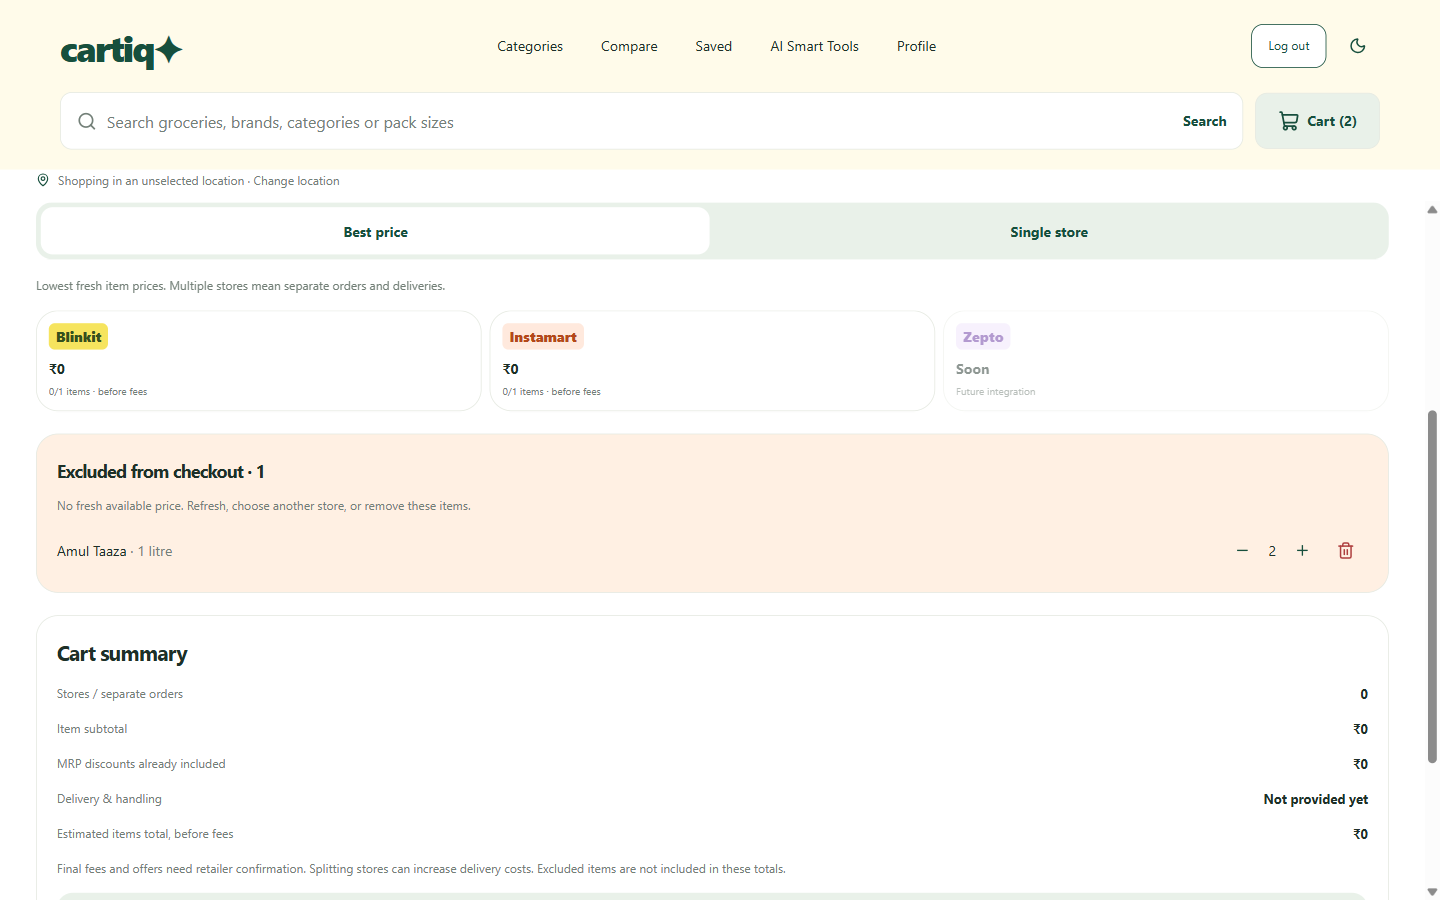 cartiq
Categories
Compare
Saved
AI Smart Tools
Profile
Log out
Search groceries, brands, categories or pack sizes
Search
Cart (2)
Shopping in an unselected location · Change location
Best price
Single store
Lowest fresh item prices. Multiple stores mean separate orders and deliveries.
Blinkit
₹0
0/1 items · before fees
Instamart
₹0
0/1 items · before fees
Zepto
Soon
Future integration
Excluded from checkout · 1
No fresh available price. Refresh, choose another store, or remove these items.
Amul Taaza · 1 litre
− 2 +
Cart summary
Stores / separate orders 0
Item subtotal ₹0
MRP discounts already included ₹0
Delivery & handling Not provided yet
Estimated items total, before fees ₹0
Final fees and offers need retailer confirmation. Splitting stores can increase delivery costs. Excluded items are not included in these totals.